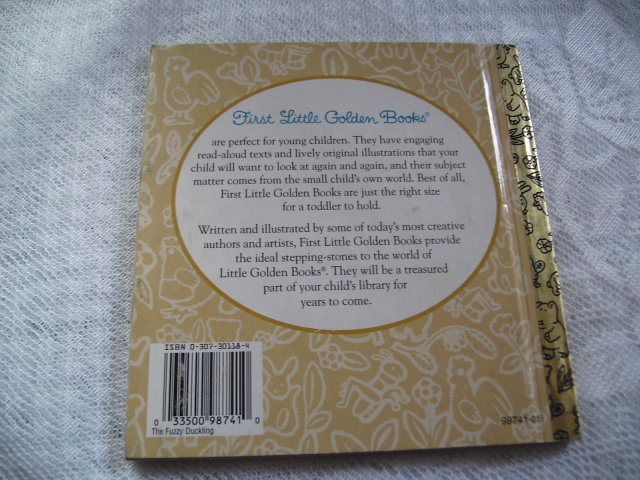 First Little Golden Books®
are perfect for young children. They have engaging
read-aloud texts and lively original illustrations that your
child will want to look at again and again, and their subject
matter comes from the small child's own world. Best of all,
First Little Golden Books are just the right size
for a toddler to hold.
Written and illustrated by some of today's most creative
authors and artists, First Little Golden Books provide
the ideal stepping-stones to the world of
Little Golden Books®. They will be a treasured
part of your child's library for
years to come.
ISBN 0-307-30118-4
0 33500 98741 0
The Fuzzy Duckling
98741-01